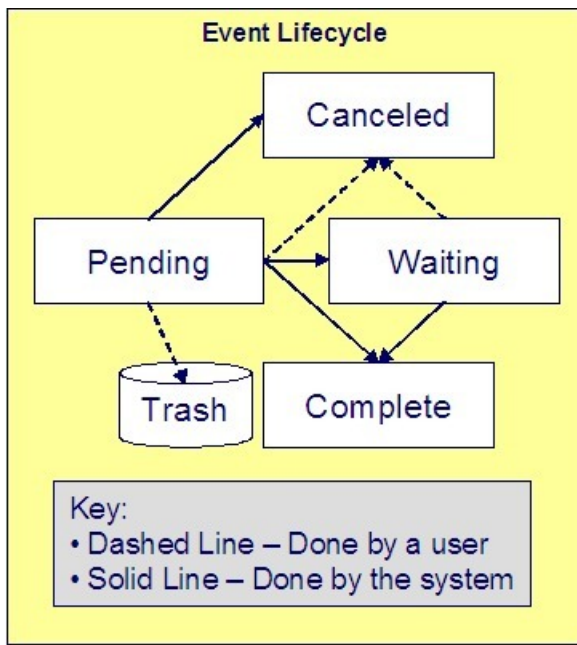 Event Lifecycle
Canceled
Pending
Waiting
Trash
Complete
Key:
• Dashed Line – Done by a user
• Solid Line – Done by the system